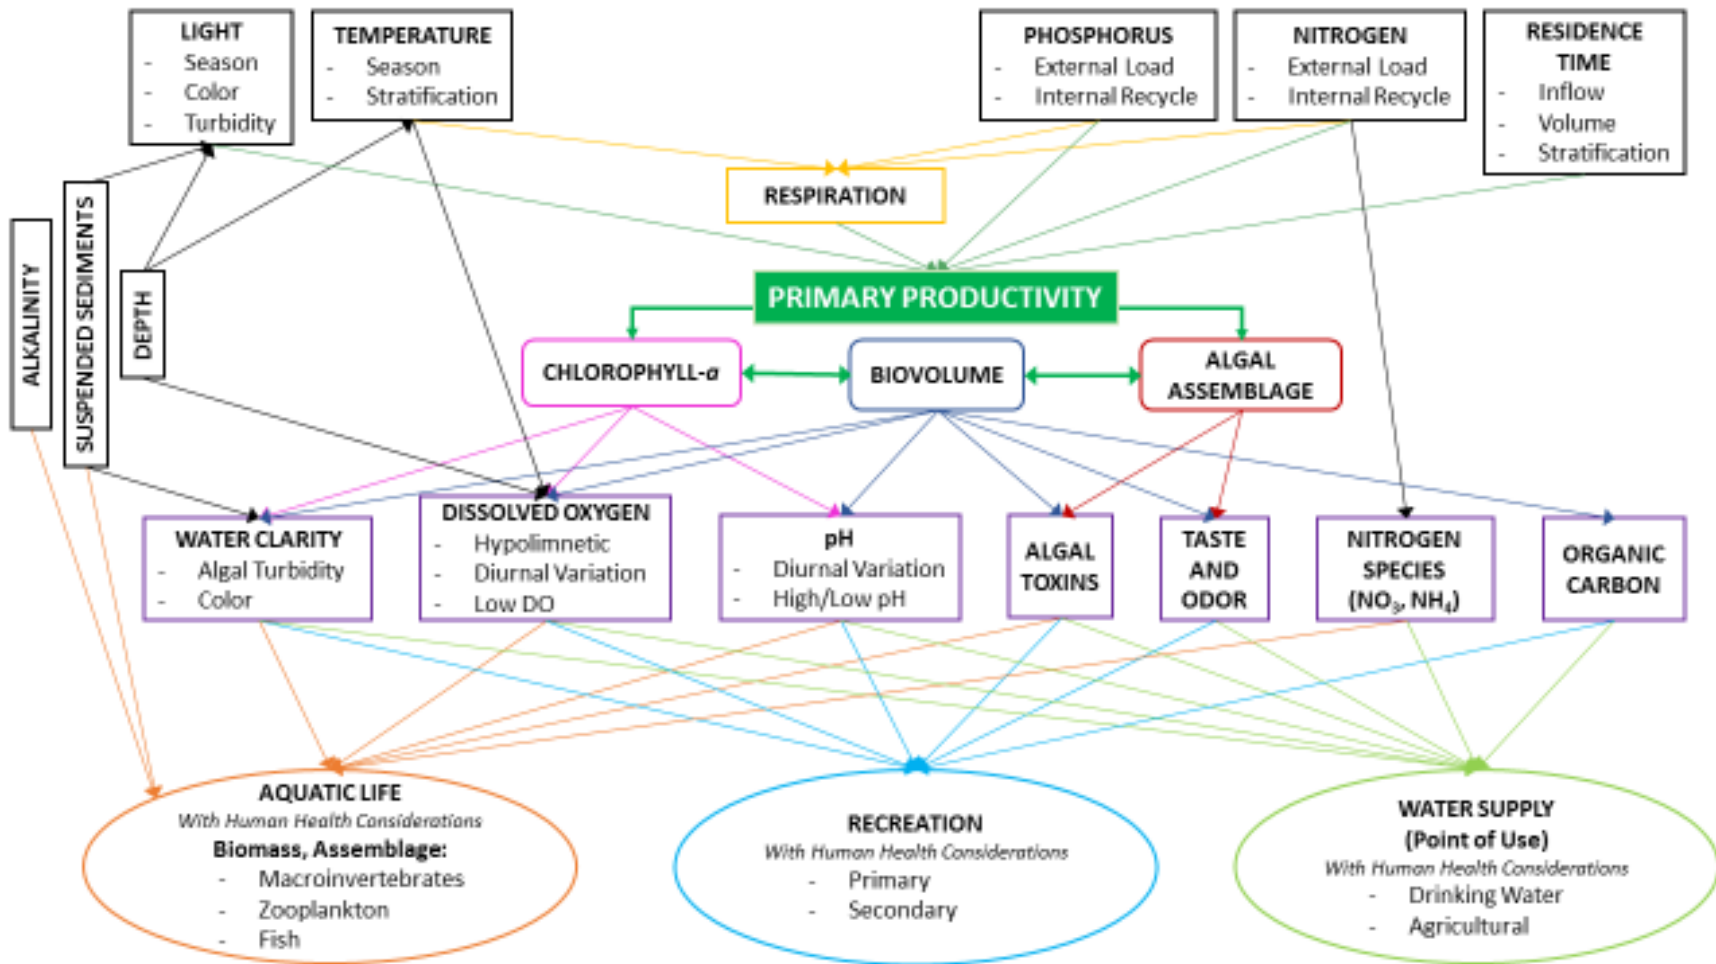 LIGHT
- Season
- Color
- Turbidity
TEMPERATURE
- Season
- Stratification
PHOSPHORUS
- External Load
- Internal Recycle
NITROGEN
- External Load
- Internal Recycle
RESIDENCE
TIME
- Inflow
- Volume
- Stratification
RESPIRATION
ALKALINITY
SUSPENDED SEDIMENTS
DEPTH
PRIMARY PRODUCTIVITY
CHLOROPHYLL-a
BIOVOLUME
ALGAL
ASSEMBLAGE
WATER CLARITY
- Algal Turbidity
- Color
DISSOLVED OXYGEN
- Hypolimnetic
- Diurnal Variation
- Low DO
pH
- Diurnal Variation
- High/Low pH
ALGAL
TOXINS
TASTE
AND
ODOR
NITROGEN
SPECIES
(NO₃, NH₄)
ORGANIC
CARBON
AQUATIC LIFE
With Human Health Considerations
Biomass, Assemblage:
- Macroinvertebrates
- Zooplankton
- Fish
RECREATION
With Human Health Considerations
- Primary
- Secondary
WATER SUPPLY
(Point of Use)
With Human Health Considerations
- Drinking Water
- Agricultural